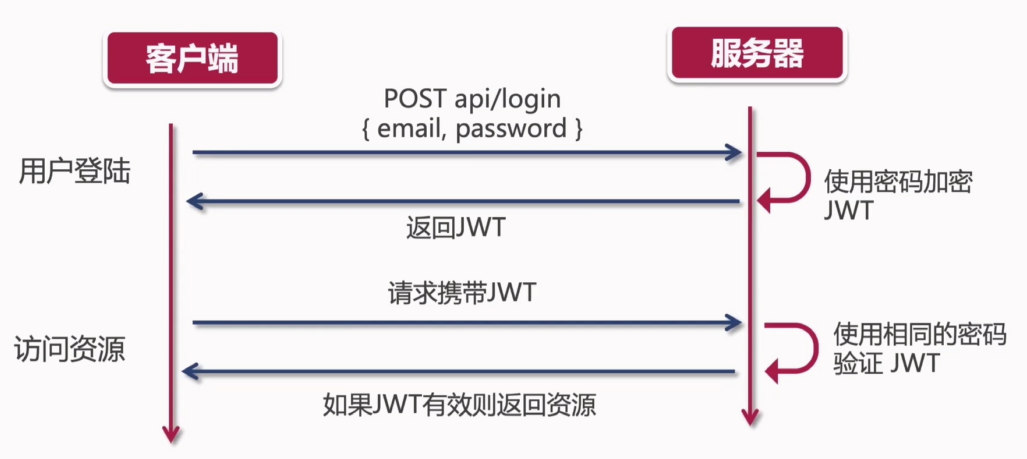 客户端
服务器
POST api/login
{ email, password }
用户登陆
使用密码加密
JWT
返回JWT
请求携带JWT
访问资源
使用相同的密码
验证 JWT
如果JWT有效则返回资源